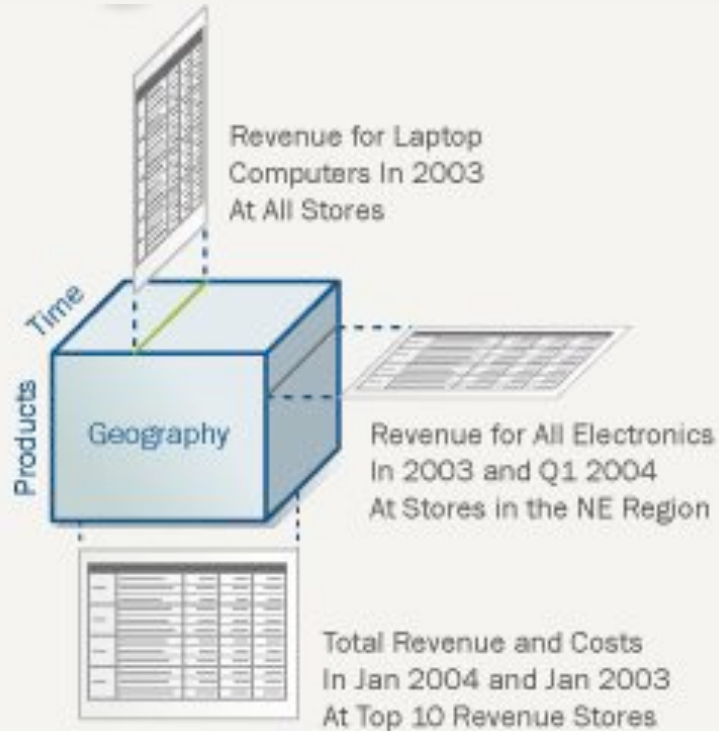 Revenue for Laptop
Computers In 2003
At All Stores
Time
Products
Geography
Revenue for All Electronics
In 2003 and Q1 2004
At Stores in the NE Region
Total Revenue and Costs
In Jan 2004 and Jan 2003
At Top 10 Revenue Stores